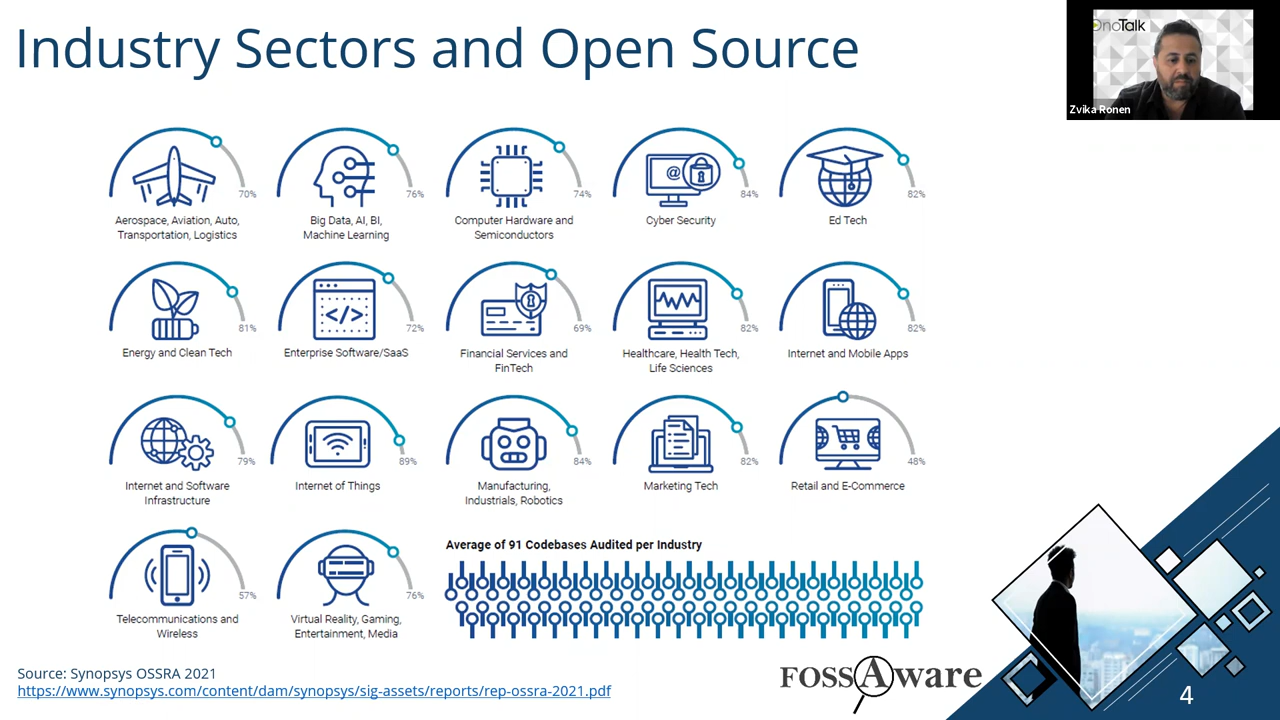 Industry Sectors and Open Source
OnoTalk
Zvika Ronen
70%
Aerospace, Aviation, Auto,
Transportation, Logistics
76%
Big Data, AI, BI,
Machine Learning
74%
Computer Hardware and
Semiconductors
@
84%
Cyber Security
82%
Ed Tech
81%
Energy and Clean Tech
</>
72%
Enterprise Software/SaaS
69%
Financial Services and
FinTech
82%
Healthcare, Health Tech,
Life Sciences
82%
Internet and Mobile Apps
79%
Internet and Software
Infrastructure
89%
Internet of Things
84%
Manufacturing,
Industrials, Robotics
82%
Marketing Tech
48%
Retail and E-Commerce
57%
Telecommunications and
Wireless
76%
Virtual Reality, Gaming,
Entertainment, Media
Average of 91 Codebases Audited per Industry
Source: Synopsys OSSRA 2021
https://www.synopsys.com/content/dam/synopsys/sig-assets/reports/rep-ossra-2021.pdf
FOSSAware
4